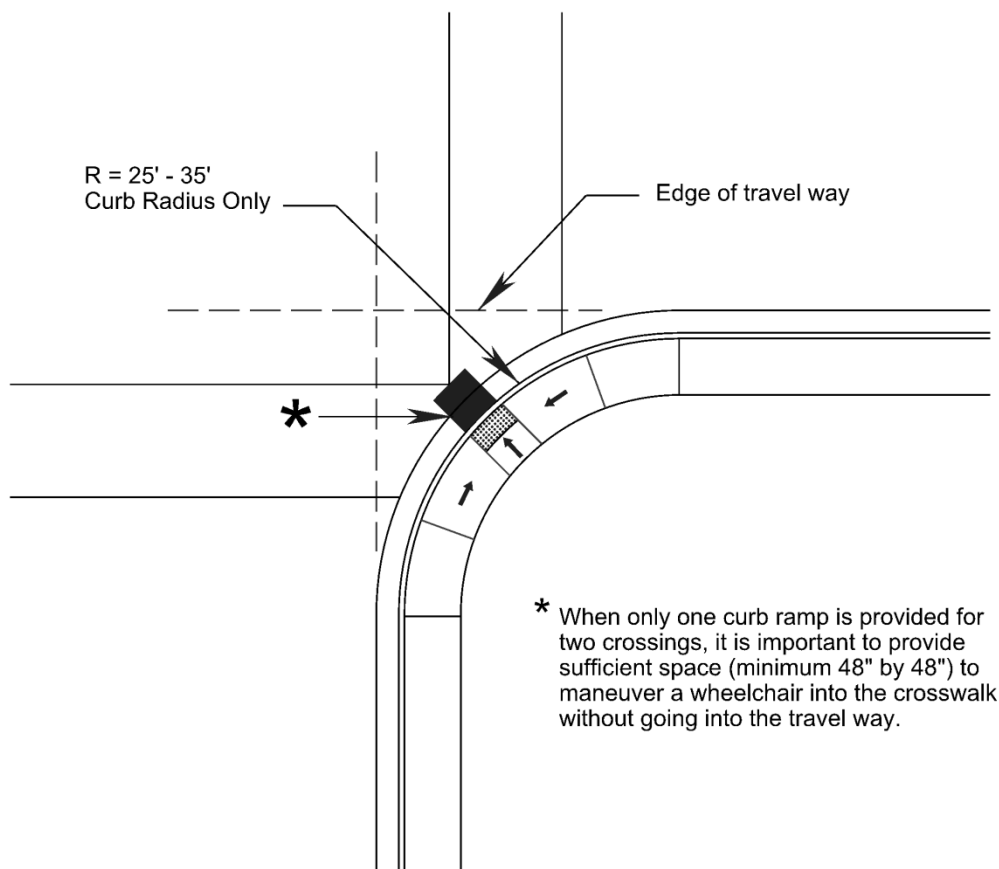 R = 25' - 35'
Curb Radius Only
Edge of travel way
*
* When only one curb ramp is provided for
two crossings, it is important to provide
sufficient space (minimum 48" by 48") to
maneuver a wheelchair into the crosswalk
without going into the travel way.